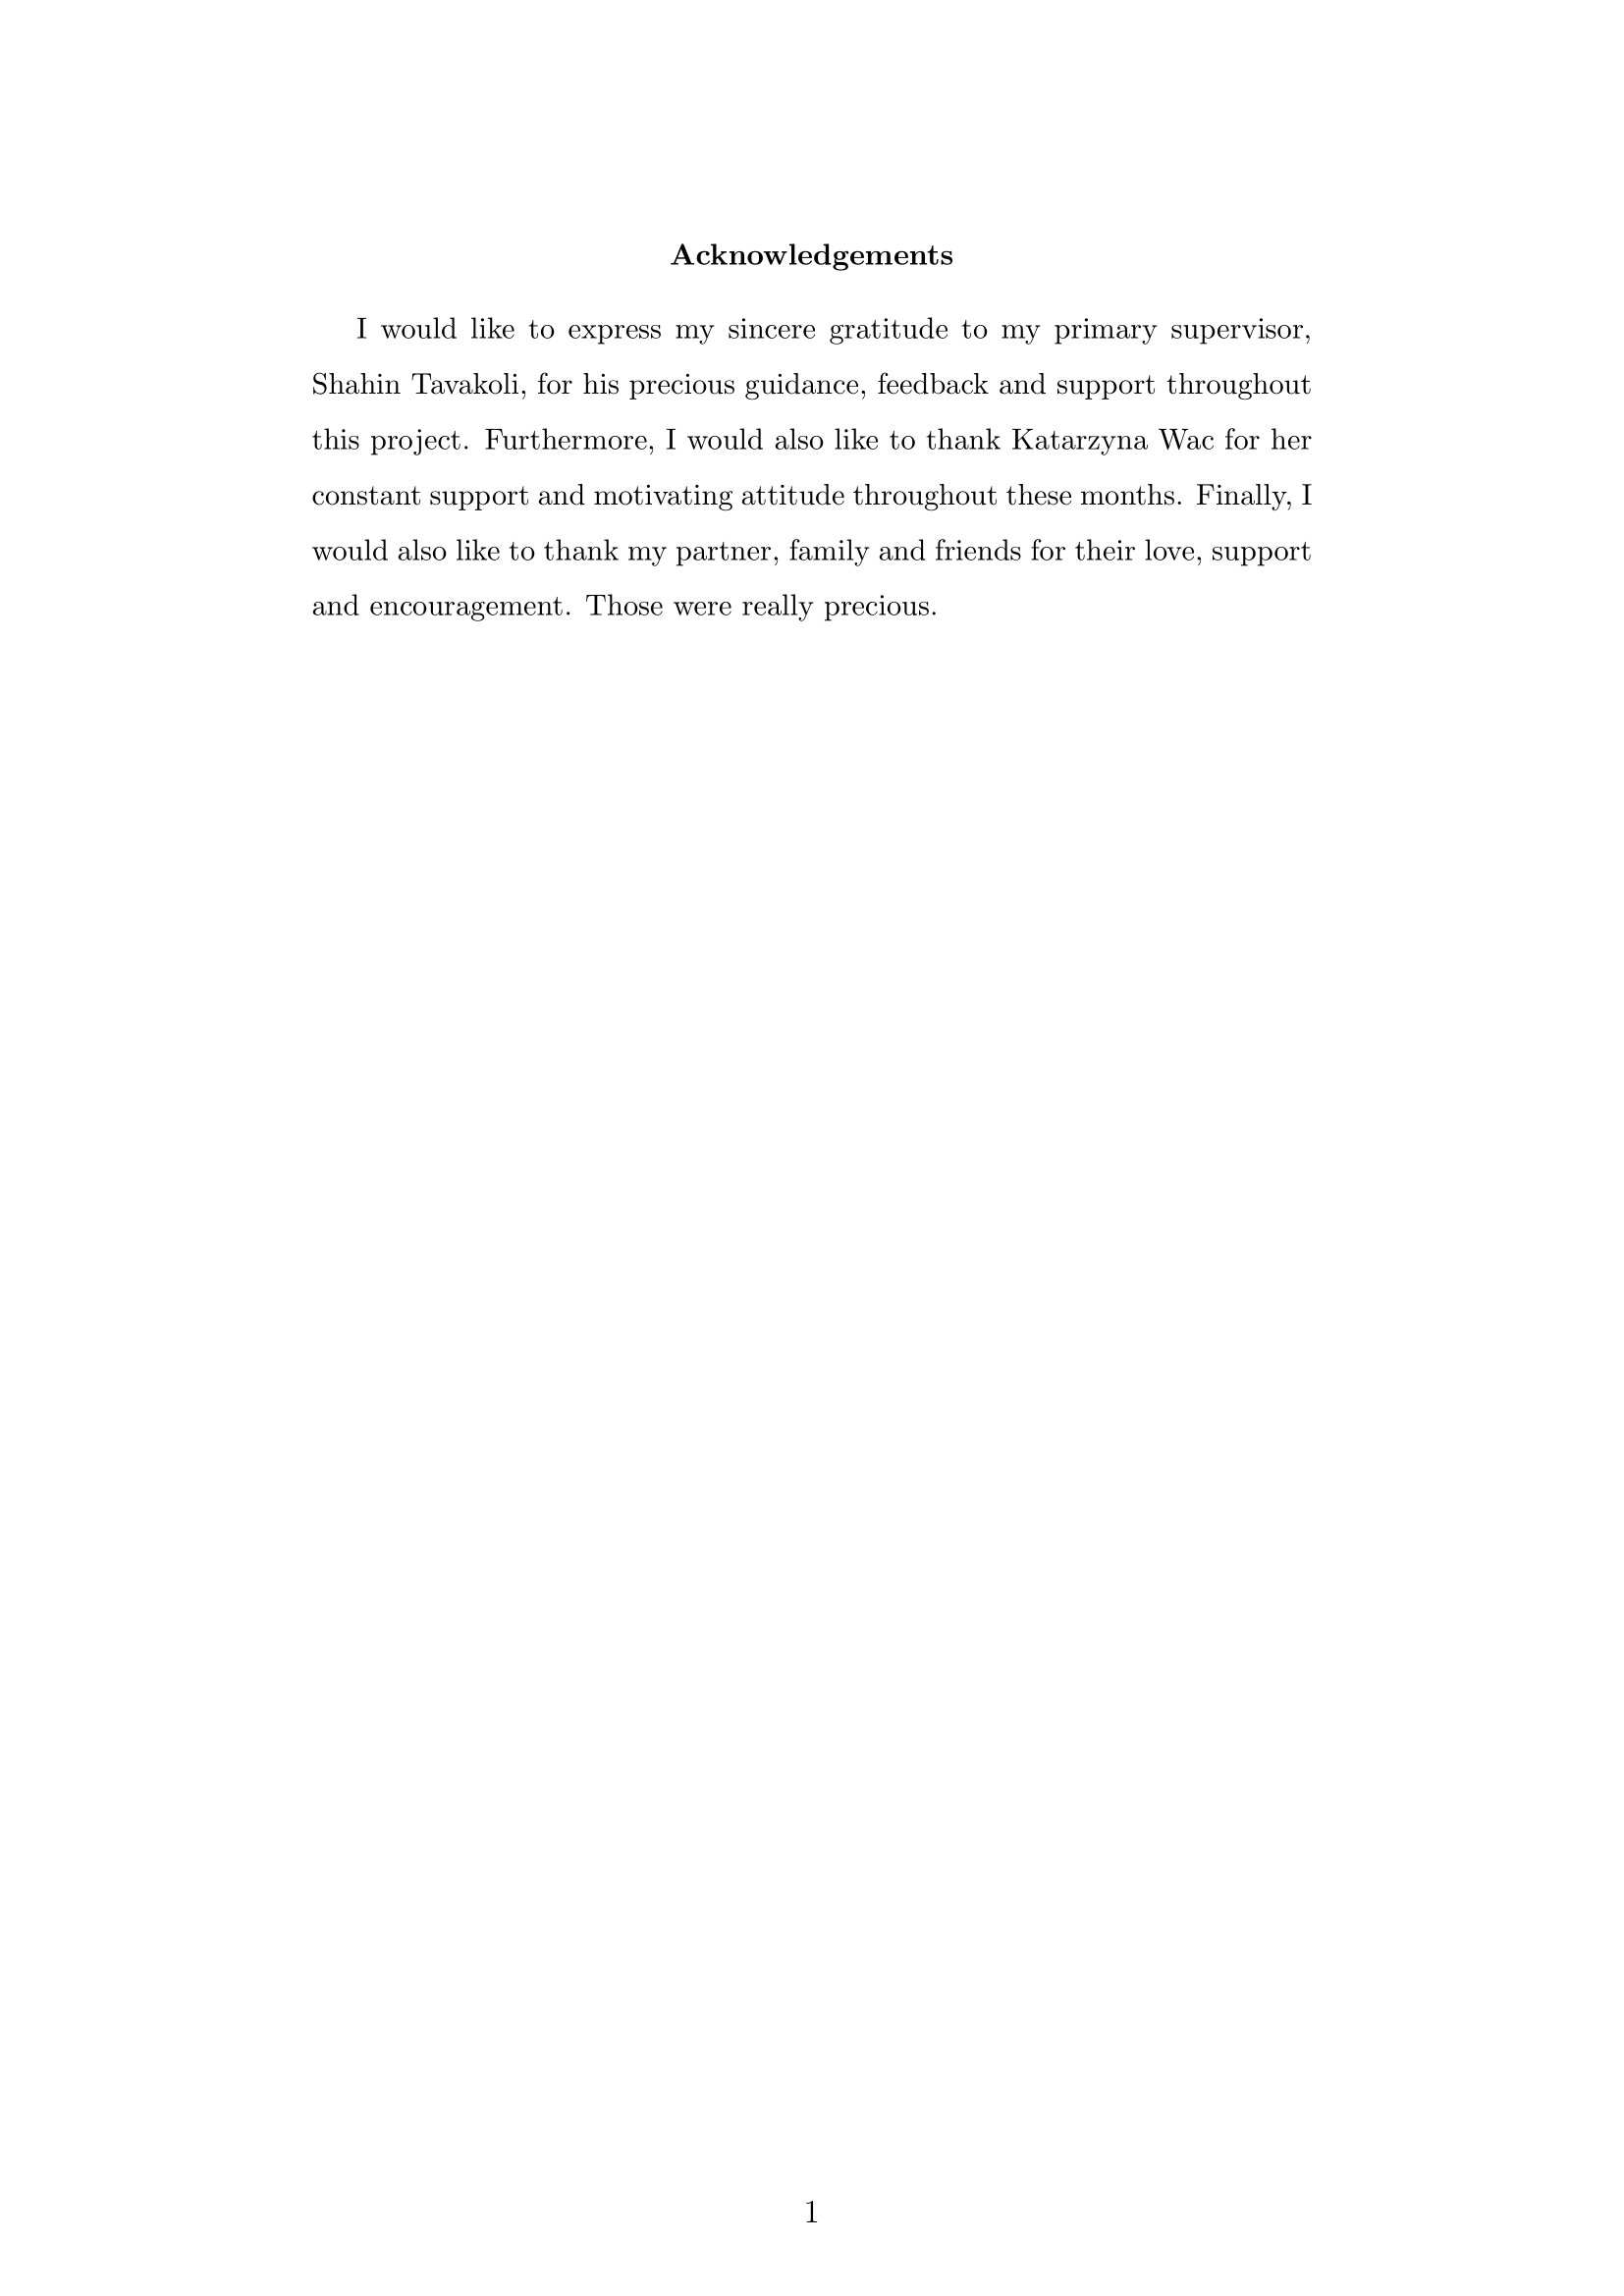 Acknowledgements
I would like to express my sincere gratitude to my primary supervisor,
Shahin Tavakoli, for his precious guidance, feedback and support throughout
this project. Furthermore, I would also like to thank Katarzyna Wac for her
constant support and motivating attitude throughout these months. Finally, I
would also like to thank my partner, family and friends for their love, support
and encouragement. Those were really precious.
1